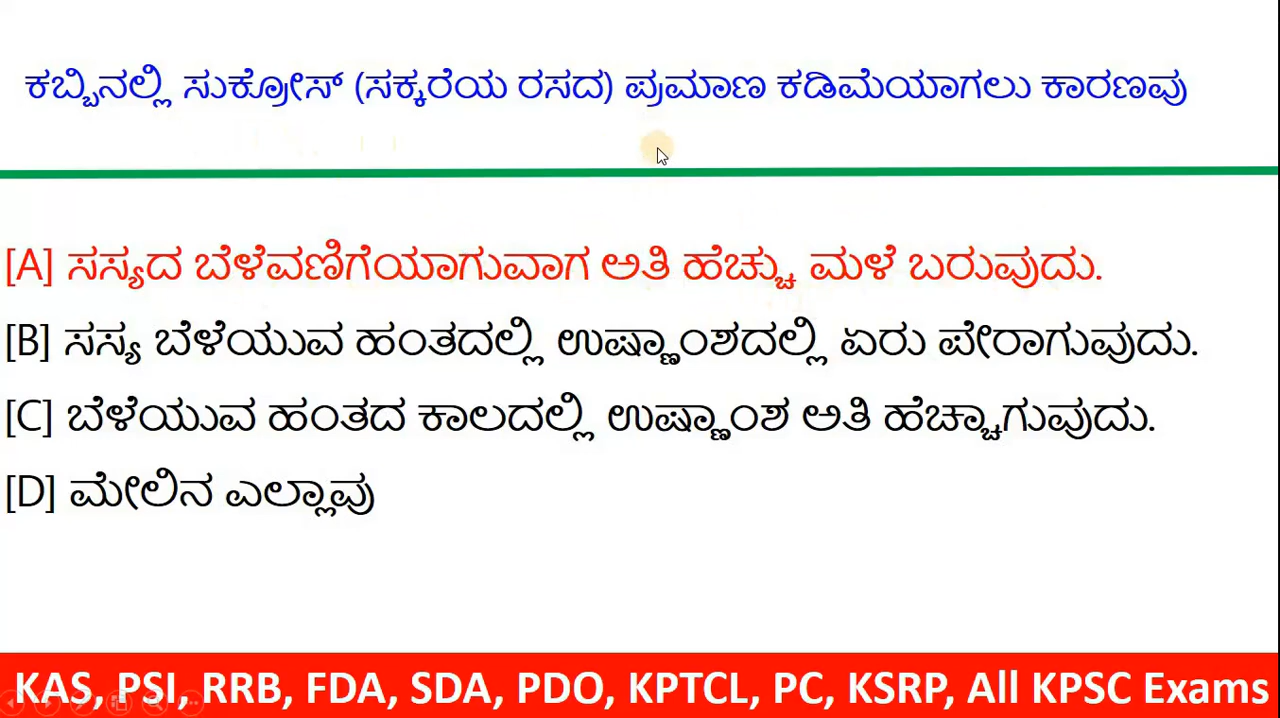 ಕಬ್ಬಿನಲ್ಲಿ ಸುಕ್ರೋಸ್ (ಸಕ್ಕರೆಯ ರಸದ) ಪ್ರಮಾಣ ಕಡಿಮೆಯಾಗಲು ಕಾರಣವು
[A] ಸಸ್ಯದ ಬೆಳೆವಣಿಗೆಯಾಗುವಾಗ ಅತಿ ಹೆಚ್ಚು ಮಳೆ ಬರುವುದು.
[B] ಸಸ್ಯ ಬೆಳೆಯುವ ಹಂತದಲ್ಲಿ ಉಷ್ಣಾಂಶದಲ್ಲಿ ಏರು ಪೇರಾಗುವುದು.
[C] ಬೆಳೆಯುವ ಹಂತದ ಕಾಲದಲ್ಲಿ ಉಷ್ಣಾಂಶ ಅತಿ ಹೆಚ್ಚಾಗುವುದು.
[D] ಮೇಲಿನ ಎಲ್ಲಾವು
KAS, PSI, RRB, FDA, SDA, PDO, KPTCL, PC, KSRP, All KPSC Exams